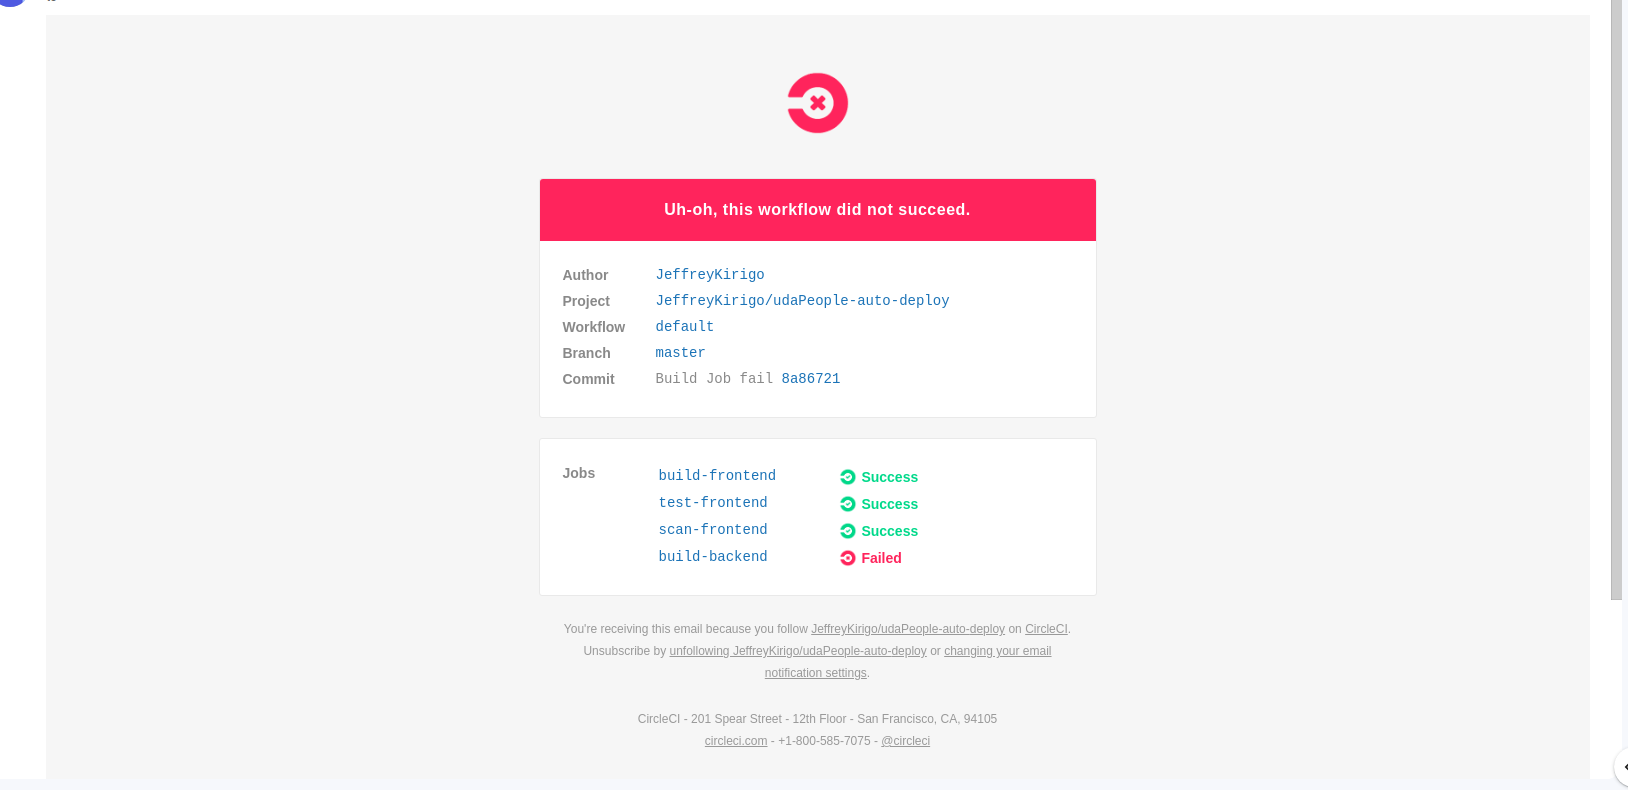 Uh-oh, this workflow did not succeed.
Author JeffreyKirigo
Project JeffreyKirigo/udaPeople-auto-deploy
Workflow default
Branch master
Commit Build Job fail 8a86721
Jobs build-frontend Success
test-frontend Success
scan-frontend Success
build-backend Failed
You're receiving this email because you follow JeffreyKirigo/udaPeople-auto-deploy on CircleCI.
Unsubscribe by unfollowing JeffreyKirigo/udaPeople-auto-deploy or changing your email
notification settings.
CircleCI - 201 Spear Street - 12th Floor - San Francisco, CA, 94105
circleci.com - +1-800-585-7075 - @circleci